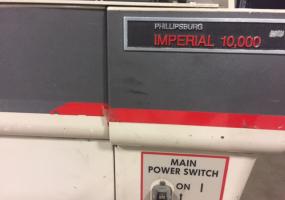 PHILLIPSBURG
IMPERIAL 10,000
MAIN
POWER SWITCH
ON I